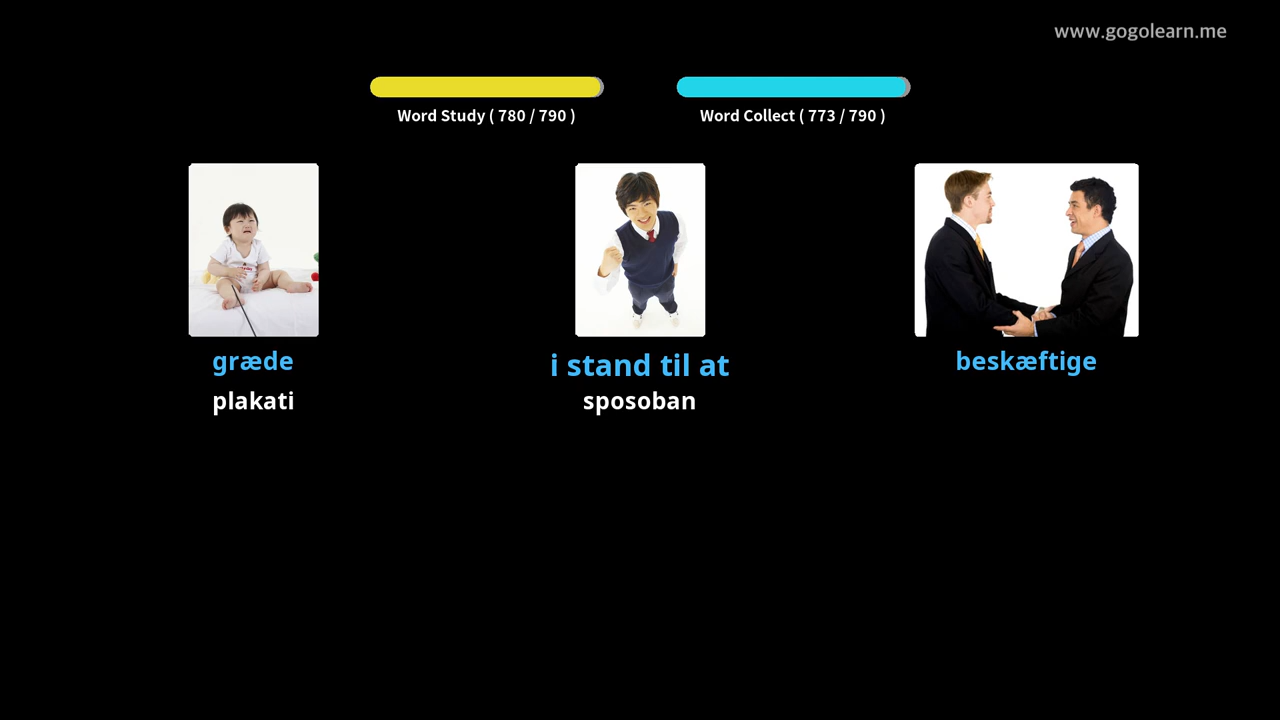 www.gogolearn.me
Word Study ( 780 / 790 )
Word Collect ( 773 / 790 )
græde
i stand til at
beskæftige
plakati
sposoban